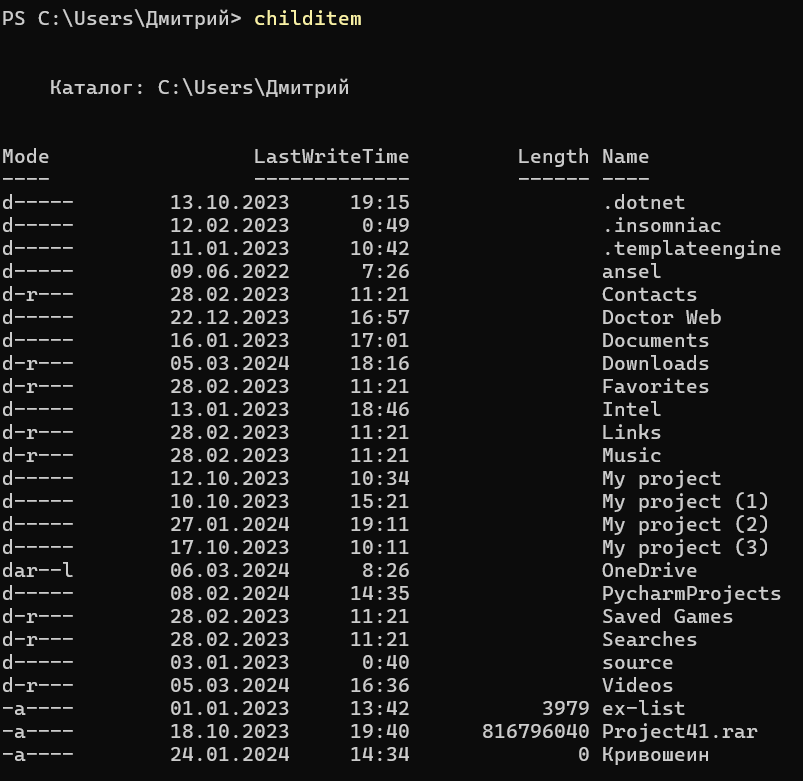 PS C:\Users\Дмитрий> childitem
Каталог: C:\Users\Дмитрий
Mode LastWriteTime Length Name
---- ------------- ------ ----
d----- 13.10.2023 19:15 .dotnet
d----- 12.02.2023 0:49 .insomniac
d----- 11.01.2023 10:42 .templateengine
d----- 09.06.2022 7:26 ansel
d-r--- 28.02.2023 11:21 Contacts
d----- 22.12.2023 16:57 Doctor Web
d----- 16.01.2023 17:01 Documents
d-r--- 05.03.2024 18:16 Downloads
d-r--- 28.02.2023 11:21 Favorites
d----- 13.01.2023 18:46 Intel
d-r--- 28.02.2023 11:21 Links
d-r--- 28.02.2023 11:21 Music
d----- 12.10.2023 10:34 My project
d----- 10.10.2023 15:21 My project (1)
d----- 27.01.2024 19:11 My project (2)
d----- 17.10.2023 10:11 My project (3)
dar--l 06.03.2024 8:26 OneDrive
d----- 08.02.2024 14:35 PycharmProjects
d-r--- 28.02.2023 11:21 Saved Games
d-r--- 28.02.2023 11:21 Searches
d----- 03.01.2023 0:40 source
d-r--- 05.03.2024 16:36 Videos
-a---- 01.01.2023 13:42 3979 ex-list
-a---- 18.10.2023 19:40 816796040 Project41.rar
-a---- 24.01.2024 14:34 0 Кривошеин